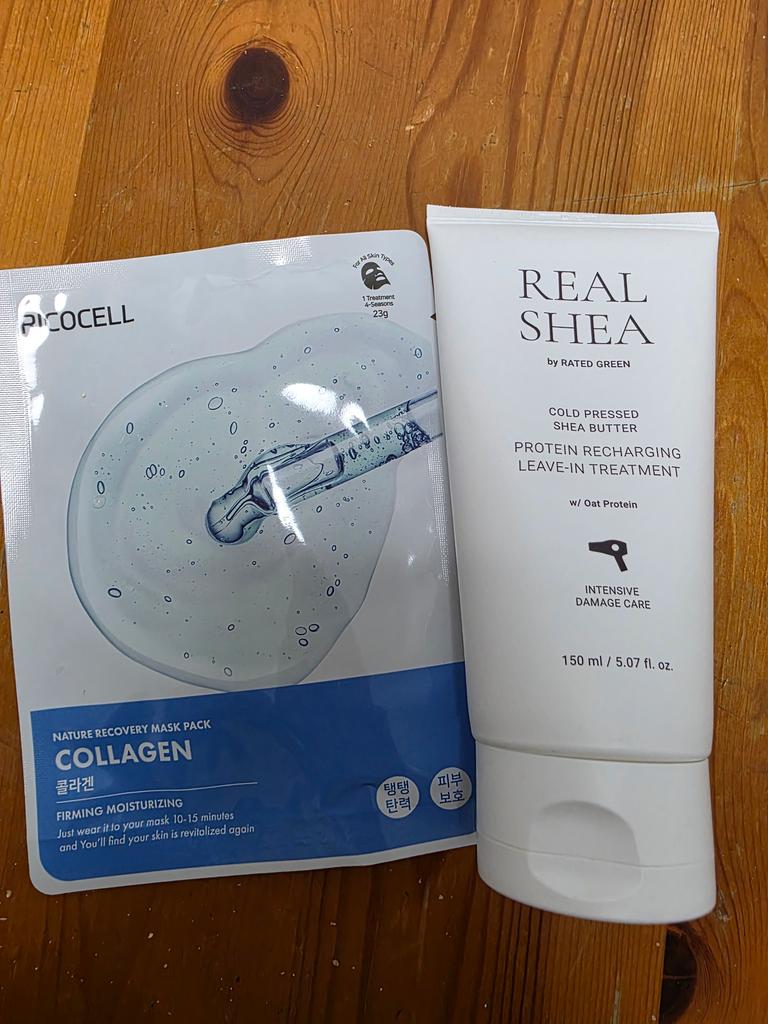 RICOCELL
For All Skin Types
1 Treatment
4-Seasons
23g
NATURE RECOVERY MASK PACK
COLLAGEN
콜라겐
FIRMING MOISTURIZING
Just wear it to your mask 10-15 minutes
and You'll find your skin is revitalized again
탱탱
탄력
피부
보호
REAL
SHEA
by RATED GREEN
COLD PRESSED
SHEA BUTTER
PROTEIN RECHARGING
LEAVE-IN TREATMENT
w/ Oat Protein
INTENSIVE
DAMAGE CARE
150 ml / 5.07 fl. oz.